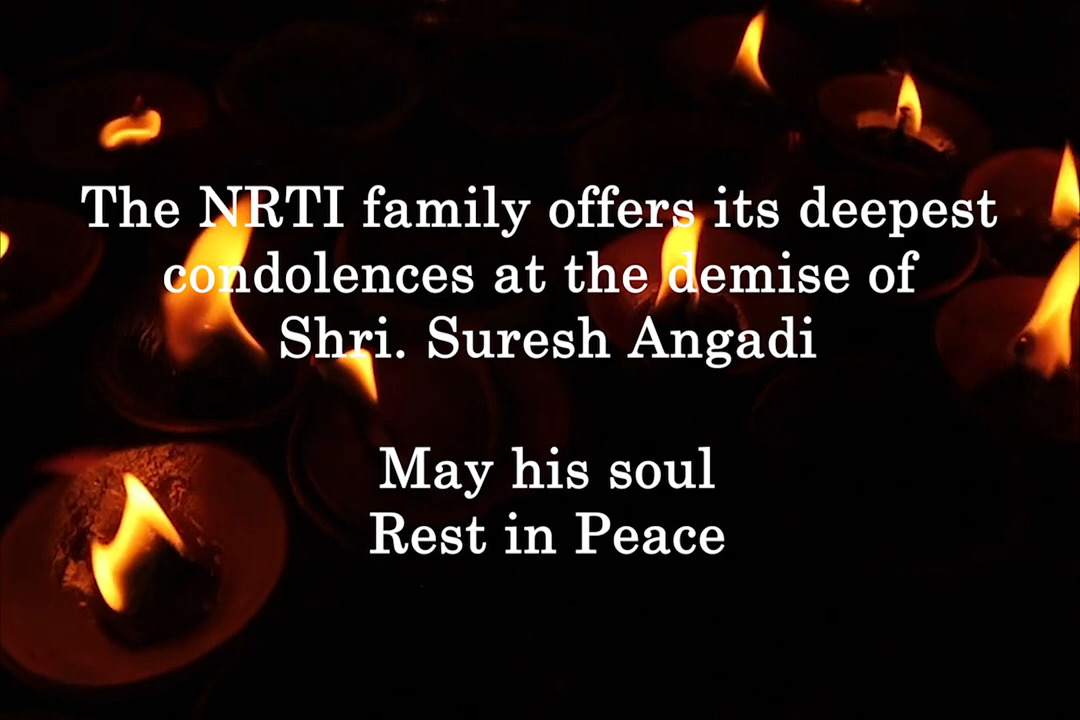 The NRTI family offers its deepest
condolences at the demise of
Shri. Suresh Angadi
May his soul
Rest in Peace